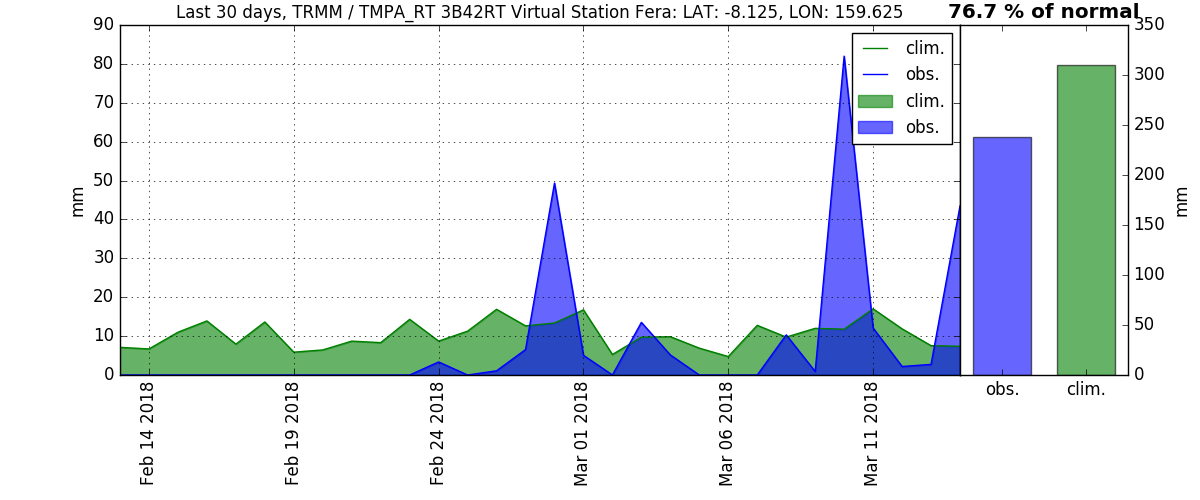 Last 30 days, TRMM / TMPA_RT 3B42RT Virtual Station Fera: LAT: -8.125, LON: 159.625
76.7 % of normal
90
80
70
60
50
40
30
20
10
0
mm
clim.
obs.
clim.
obs.
350
300
250
200
150
100
50
0
mm
obs.
clim.
Feb 14 2018
Feb 19 2018
Feb 24 2018
Mar 01 2018
Mar 06 2018
Mar 11 2018